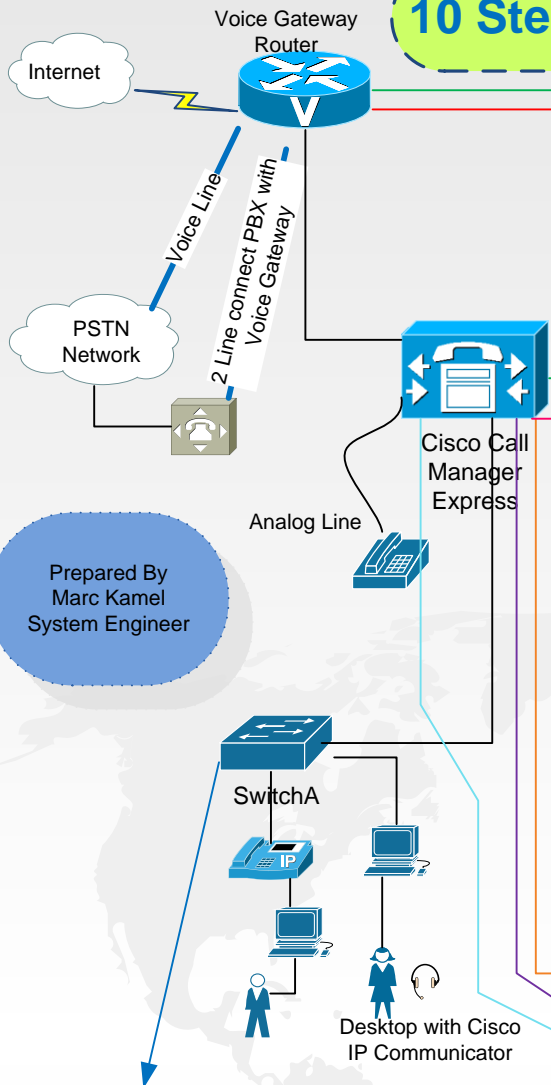 10 Ste
Voice Gateway
Router
Internet
V
Voice Line
2 Line connect PBX with
Voice Gateway
PSTN
Network
Cisco Call
Manager
Express
Analog Line
Prepared By
Marc Kamel
System Engineer
SwitchA
IP
Desktop with Cisco
IP Communicator